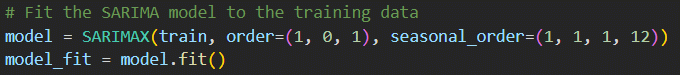 # Fit the SARIMA model to the training data
model = SARIMAX(train, order=(1, 0, 1), seasonal_order=(1, 1, 1, 12))
model_fit = model.fit()